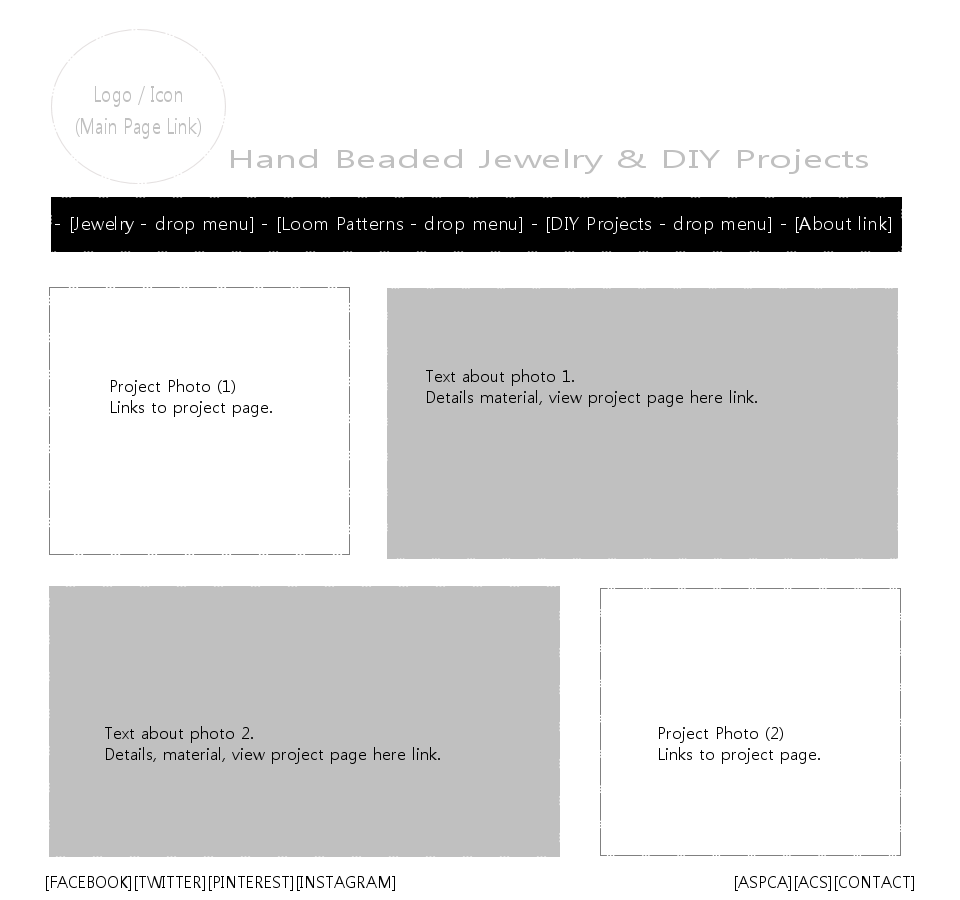 Logo / Icon
(Main Page Link)
Hand Beaded Jewelry & DIY Projects
- [Jewelry - drop menu] - [Loom Patterns - drop menu] - [DIY Projects - drop menu] - [About link]
Project Photo (1)
Links to project page.
Text about photo 1.
Details material, view project page here link.
Text about photo 2.
Details, material, view project page here link.
Project Photo (2)
Links to project page.
[FACEBOOK][TWITTER][PINTEREST][INSTAGRAM]
[ASPCA][ACS][CONTACT]